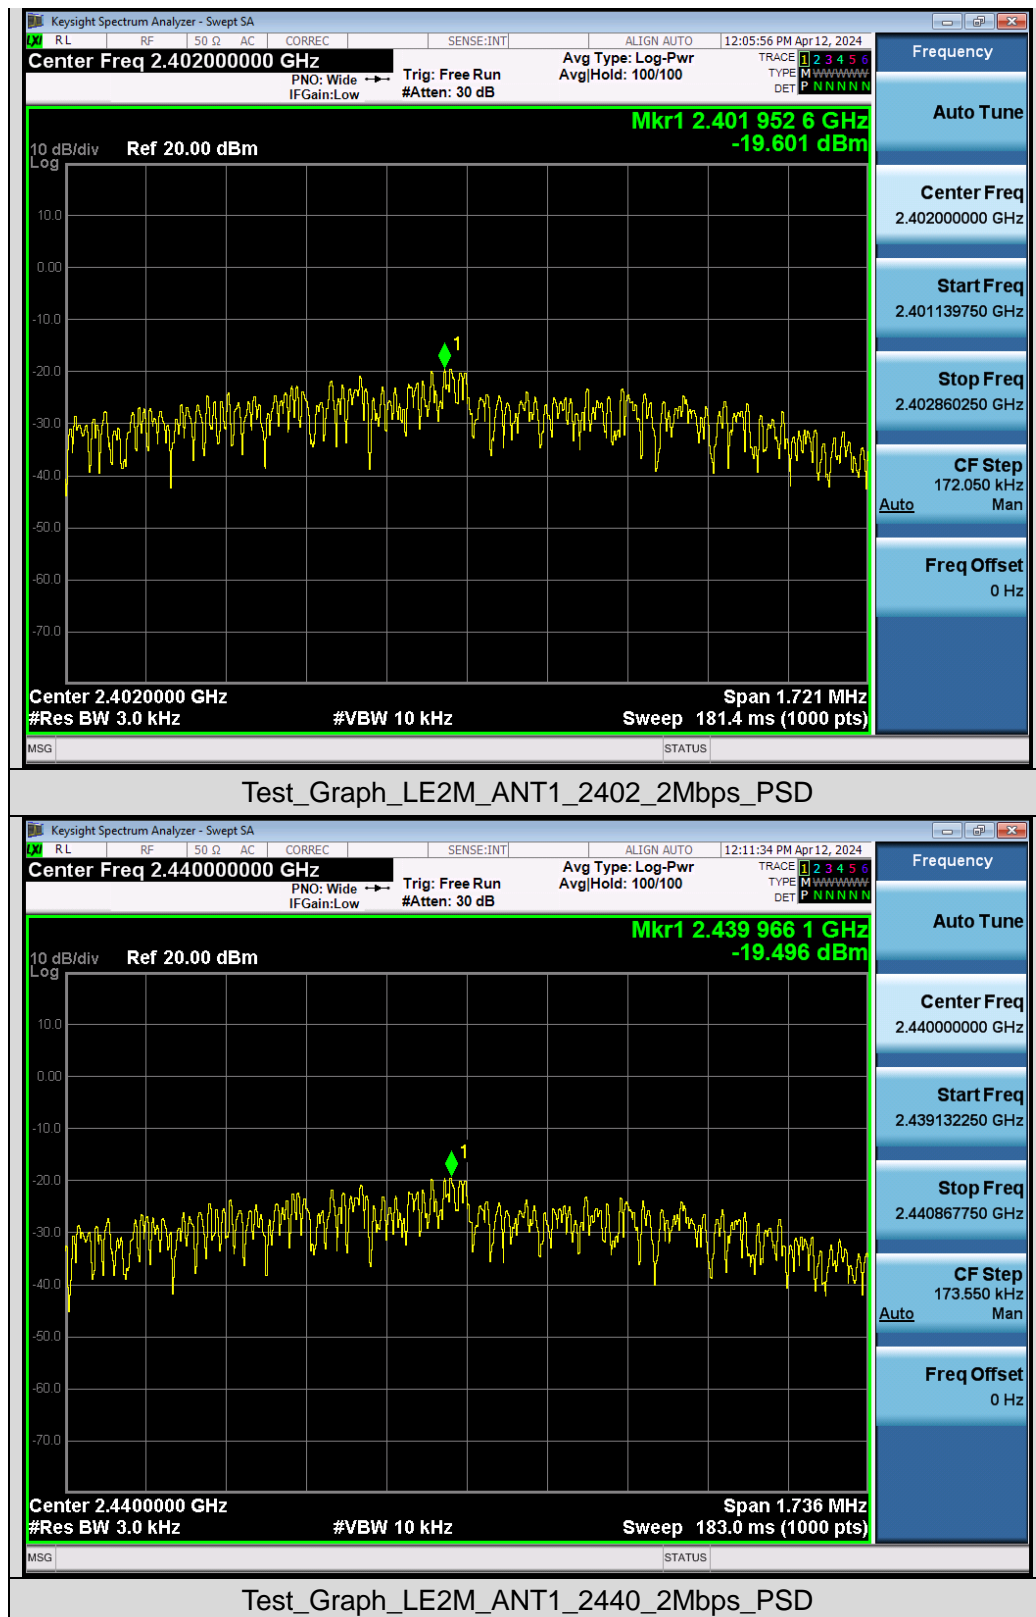 Keysight Spectrum Analyzer - Swept SA
LXI RL RF 50 Ω AC CORREC SENSE:INT ALIGN AUTO 12:05:56 PM Apr 12, 2024
Center Freq 2.402000000 GHz
PNO: Wide
IFGain:Low
Trig: Free Run
#Atten: 30 dB
Avg Type: Log-Pwr
Avg|Hold: 100/100
TRACE 1 2 3 4 5 6
TYPE M W W W W W
DET P N N N N N
Mkr1 2.401 952 6 GHz
-19.601 dBm
10 dB/div Ref 20.00 dBm
Log
10.0
0.00
-10.0
1
-20.0
-30.0
-40.0
-50.0
-60.0
-70.0
Center 2.4020000 GHz Span 1.721 MHz
#Res BW 3.0 kHz #VBW 10 kHz Sweep 181.4 ms (1000 pts)
MSG STATUS
Frequency
Auto Tune
Center Freq
2.402000000 GHz
Start Freq
2.401139750 GHz
Stop Freq
2.402860250 GHz
CF Step
172.050 kHz
Auto Man
Freq Offset
0 Hz
Test_Graph_LE2M_ANT1_2402_2Mbps_PSD
Keysight Spectrum Analyzer - Swept SA
LXI RL RF 50 Ω AC CORREC SENSE:INT ALIGN AUTO 12:11:34 PM Apr 12, 2024
Center Freq 2.440000000 GHz
PNO: Wide
IFGain:Low
Trig: Free Run
#Atten: 30 dB
Avg Type: Log-Pwr
Avg|Hold: 100/100
TRACE 1 2 3 4 5 6
TYPE M W W W W W
DET P N N N N N
Mkr1 2.439 966 1 GHz
-19.496 dBm
10 dB/div Ref 20.00 dBm
Log
10.0
0.00
-10.0
1
-20.0
-30.0
-40.0
-50.0
-60.0
-70.0
Center 2.4400000 GHz Span 1.736 MHz
#Res BW 3.0 kHz #VBW 10 kHz Sweep 183.0 ms (1000 pts)
MSG STATUS
Frequency
Auto Tune
Center Freq
2.440000000 GHz
Start Freq
2.439132250 GHz
Stop Freq
2.440867750 GHz
CF Step
173.550 kHz
Auto Man
Freq Offset
0 Hz
Test_Graph_LE2M_ANT1_2440_2Mbps_PSD